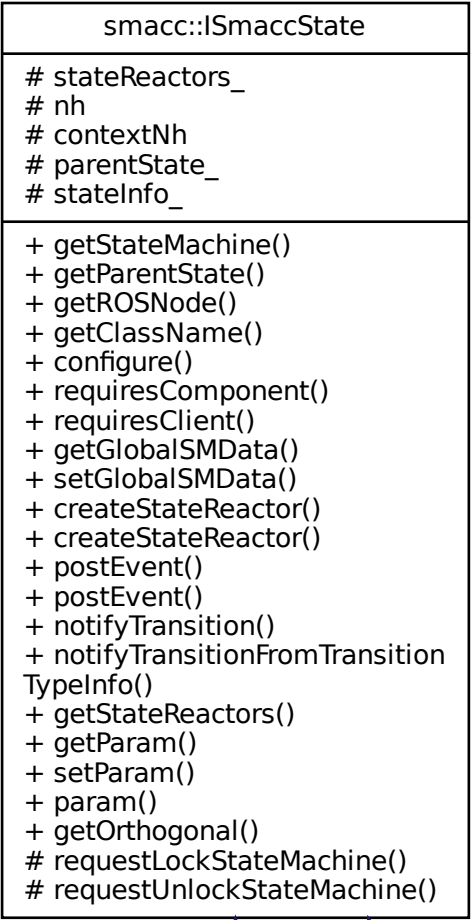 smacc::ISmaccState
# stateReactors_
# nh
# contextNh
# parentState_
# stateInfo_
+ getStateMachine()
+ getParentState()
+ getROSNode()
+ getClassName()
+ configure()
+ requiresComponent()
+ requiresClient()
+ getGlobalSMData()
+ setGlobalSMData()
+ createStateReactor()
+ createStateReactor()
+ postEvent()
+ postEvent()
+ notifyTransition()
+ notifyTransitionFromTransition
TypeInfo()
+ getStateReactors()
+ getParam()
+ setParam()
+ param()
+ getOrthogonal()
# requestLockStateMachine()
# requestUnlockStateMachine()